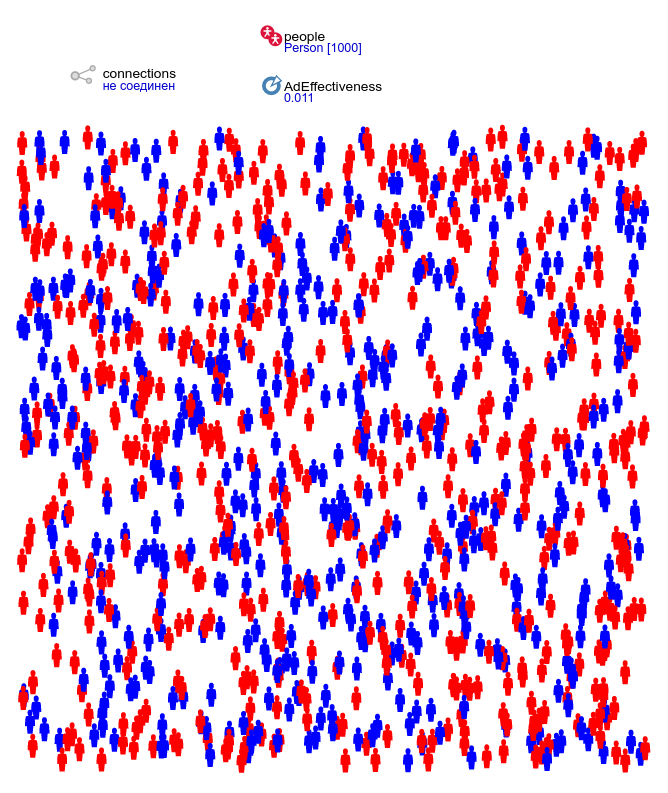 people
Person [1000]
connections
не соединен
AdEffectiveness
0.011